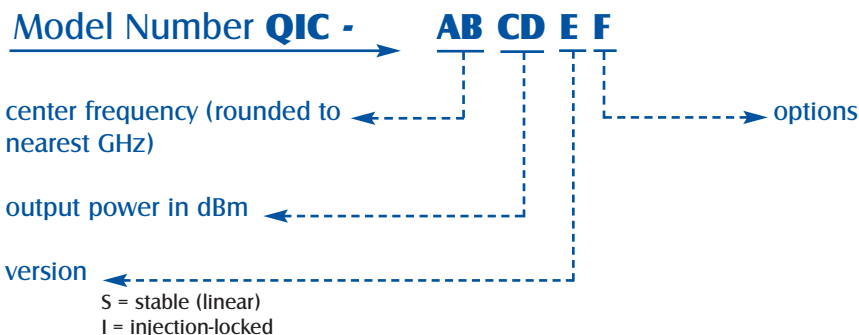 Model Number QIC - AB CD E F
center frequency (rounded to
nearest GHz)
options
output power in dBm
version
S = stable (linear)
I = injection-locked